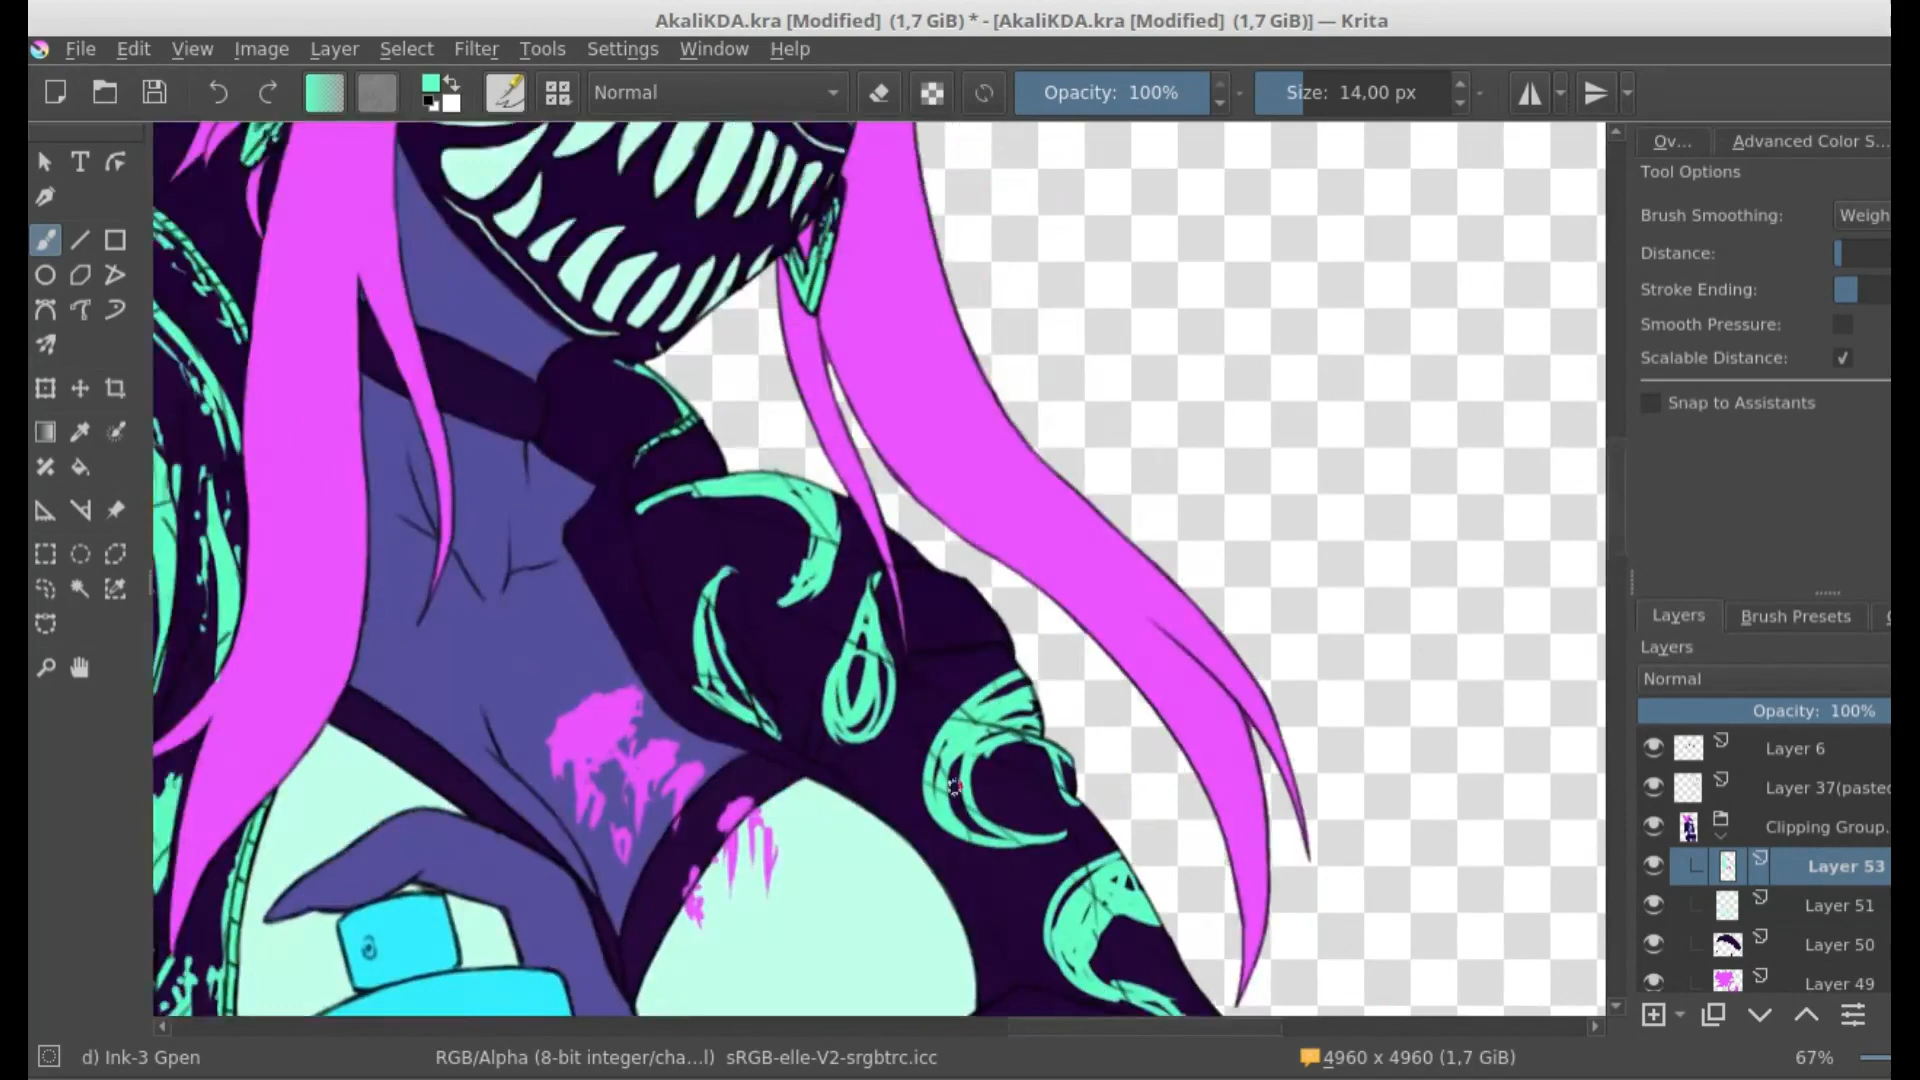 AkaliKDA.kra [Modified] (1,7 GiB) * - [AkaliKDA.kra [Modified] (1,7 GiB)] — Krita
File Edit View Image Layer Select Filter Tools Settings Window Help
Normal Opacity: 100% Size: 14,00 px
Ov... Advanced Color S...
Tool Options
Brush Smoothing: Weigh
Distance:
Stroke Ending:
Smooth Pressure:
Scalable Distance:
Snap to Assistants
Layers Brush Presets
Layers
Normal
Opacity: 100%
Layer 6
Layer 37(pasted
Clipping Group.
Layer 53
Layer 51
Layer 50
Layer 49
d) Ink-3 Gpen RGB/Alpha (8-bit integer/cha...l) sRGB-elle-V2-srgbtrc.icc 4960 x 4960 (1,7 GiB) 67%